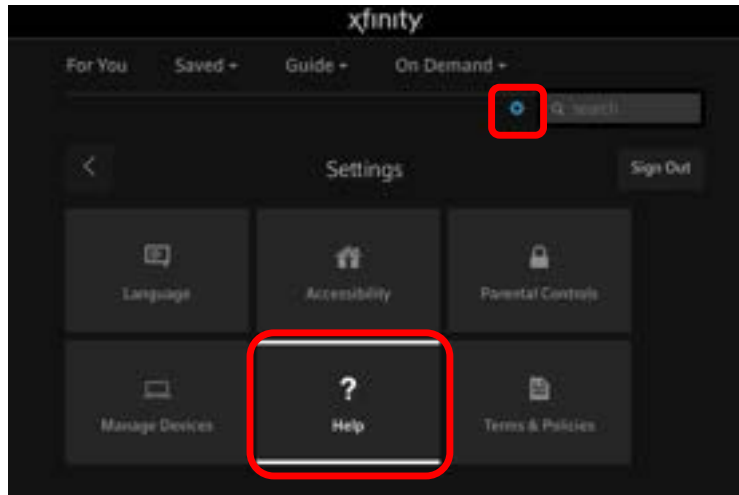 xfinity
For You Saved Guide On Demand
search
Settings Sign Out
Language Accessibility Parental Controls
?
Manage Devices Help Terms & Policies